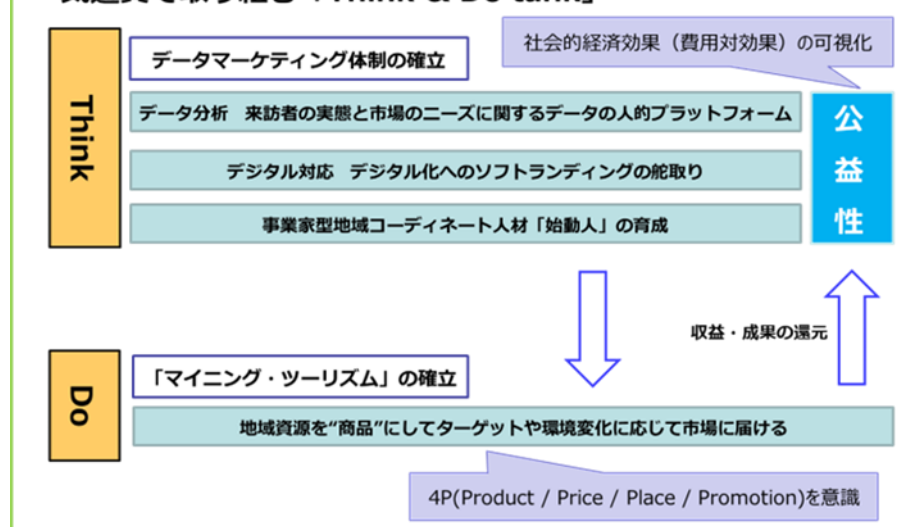 「Think & Do tank」
社会的経済効果（費用対効果）の可視化
データマーケティング体制の確立
Think
データ分析　来訪者の実態と市場のニーズに関するデータの人的プラットフォーム
公益性
デジタル対応　デジタル化へのソフトランディングの舵取り
事業家型地域コーディネート人材「始動人」の育成
収益・成果の還元
「マイニング・ツーリズム」の確立
Do
地域資源を“商品”にしてターゲットや環境変化に応じて市場に届ける
4P(Product / Price / Place / Promotion)を意識